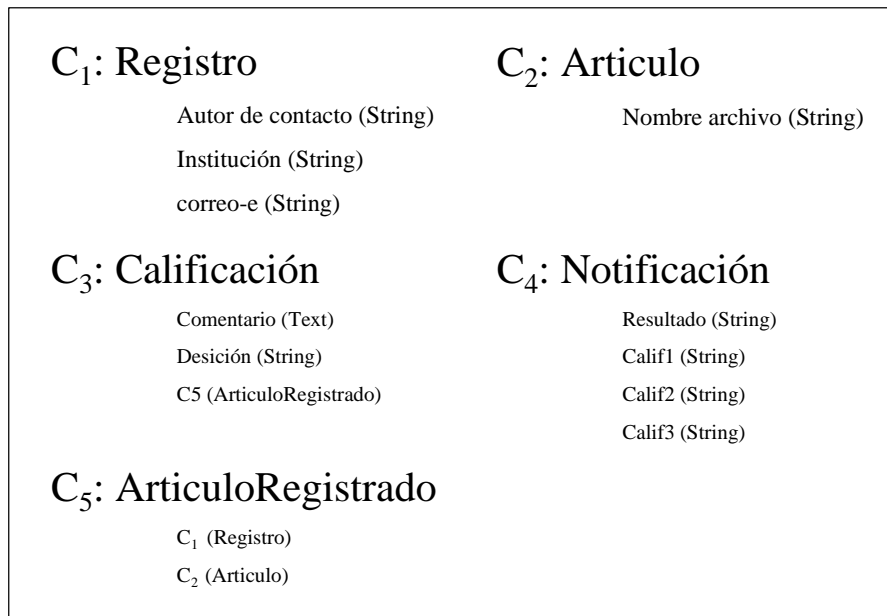 C₁: Registro
Autor de contacto (String)
Institución (String)
correo-e (String)
C₂: Articulo
Nombre archivo (String)
C₃: Calificación
Comentario (Text)
Desición (String)
C5 (ArticuloRegistrado)
C₄: Notificación
Resultado (String)
Calif1 (String)
Calif2 (String)
Calif3 (String)
C₅: ArticuloRegistrado
C₁ (Registro)
C₂ (Articulo)